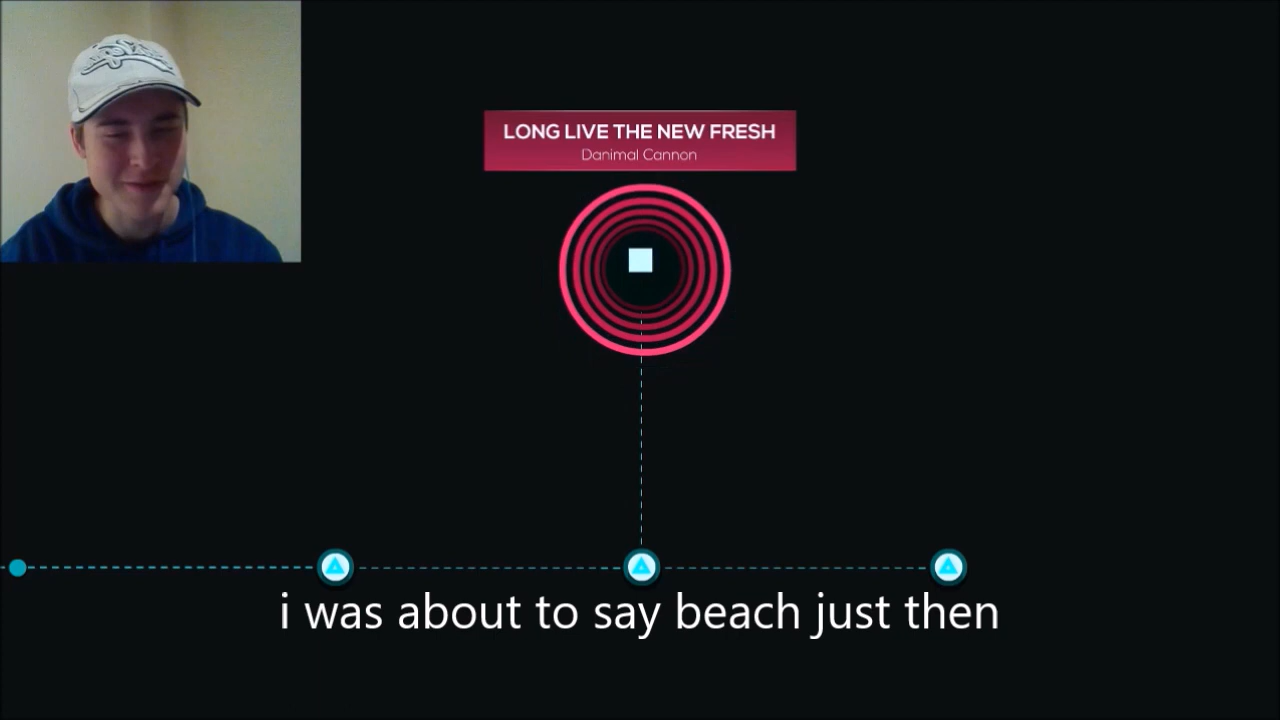 LONG LIVE THE NEW FRESH
Danimal Cannon
i was about to say beach just then